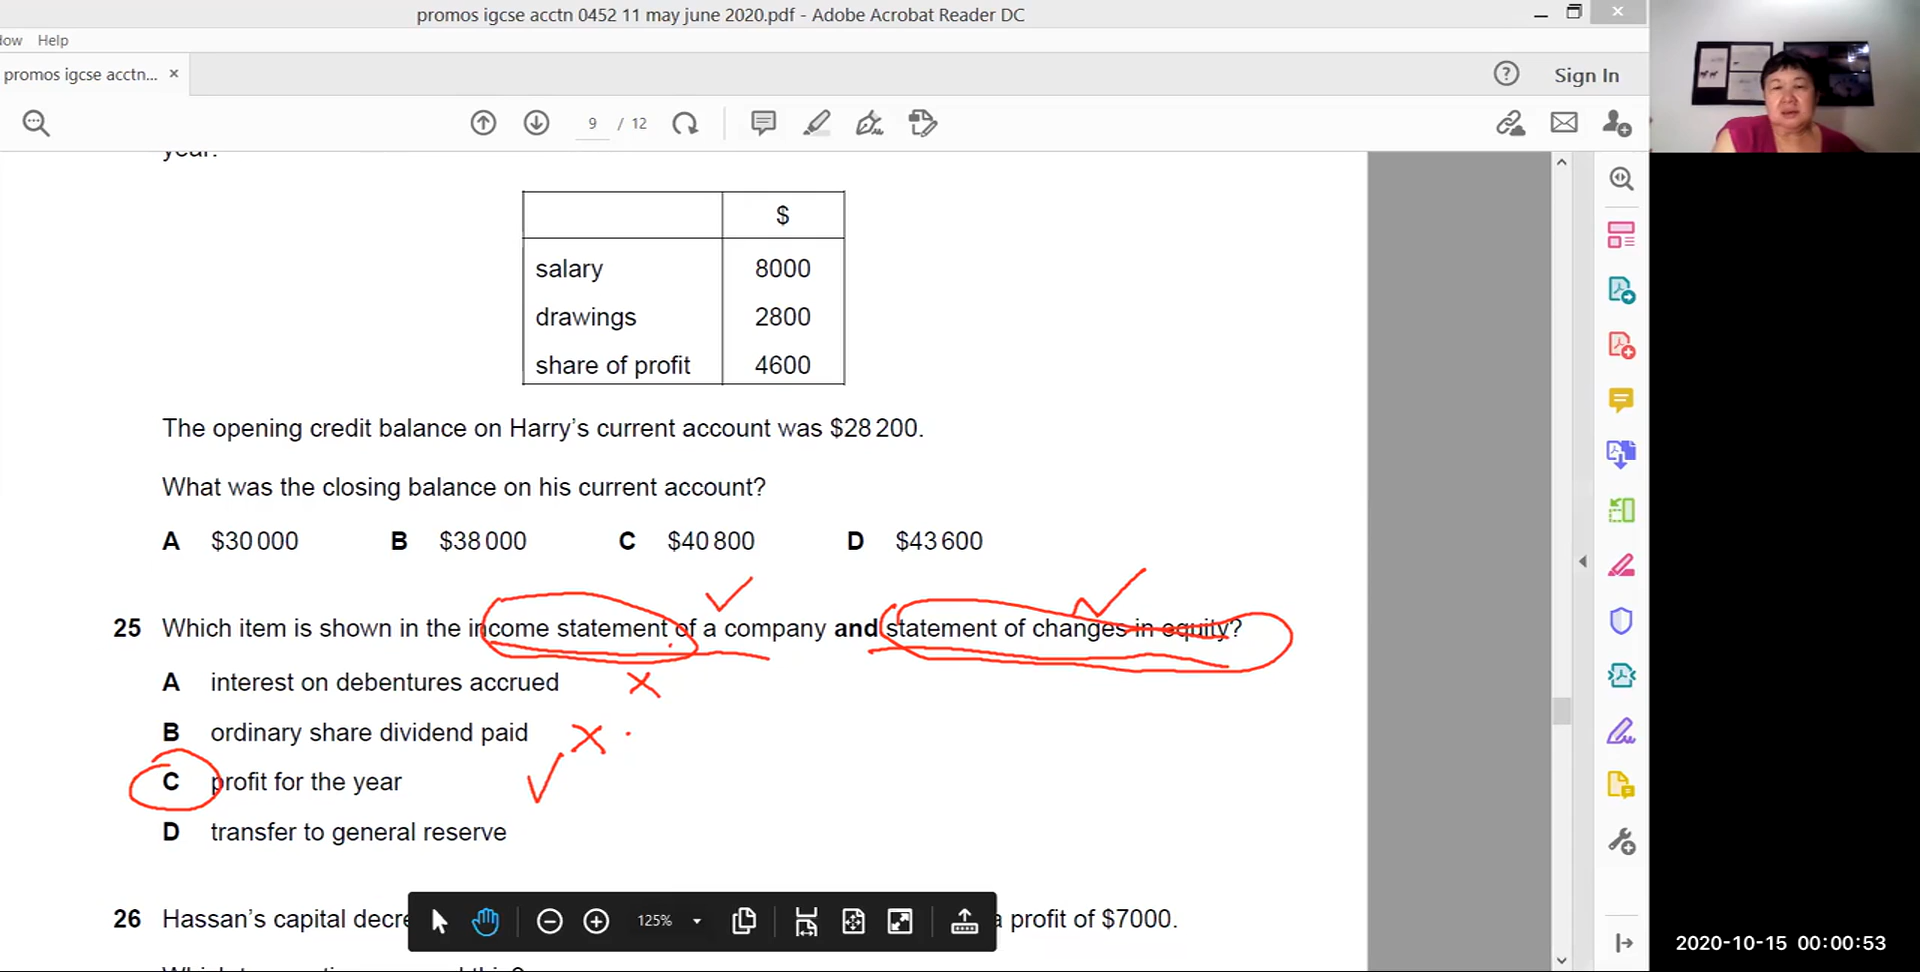 promos igcse acctn 0452 11 may june 2020.pdf - Adobe Acrobat Reader DC
Help
promos igcse acctn... ×
Sign In
9 / 12
year.
$
salary 8000
drawings 2800
share of profit 4600
The opening credit balance on Harry’s current account was $28 200.
What was the closing balance on his current account?
A $30 000 B $38 000 C $40 800 D $43 600
25 Which item is shown in the income statement of a company and statement of changes in equity?
A interest on debentures accrued
B ordinary share dividend paid
C profit for the year
D transfer to general reserve
26 Hassan’s capital a profit of $7000.
125%
2020-10-15 00:00:53